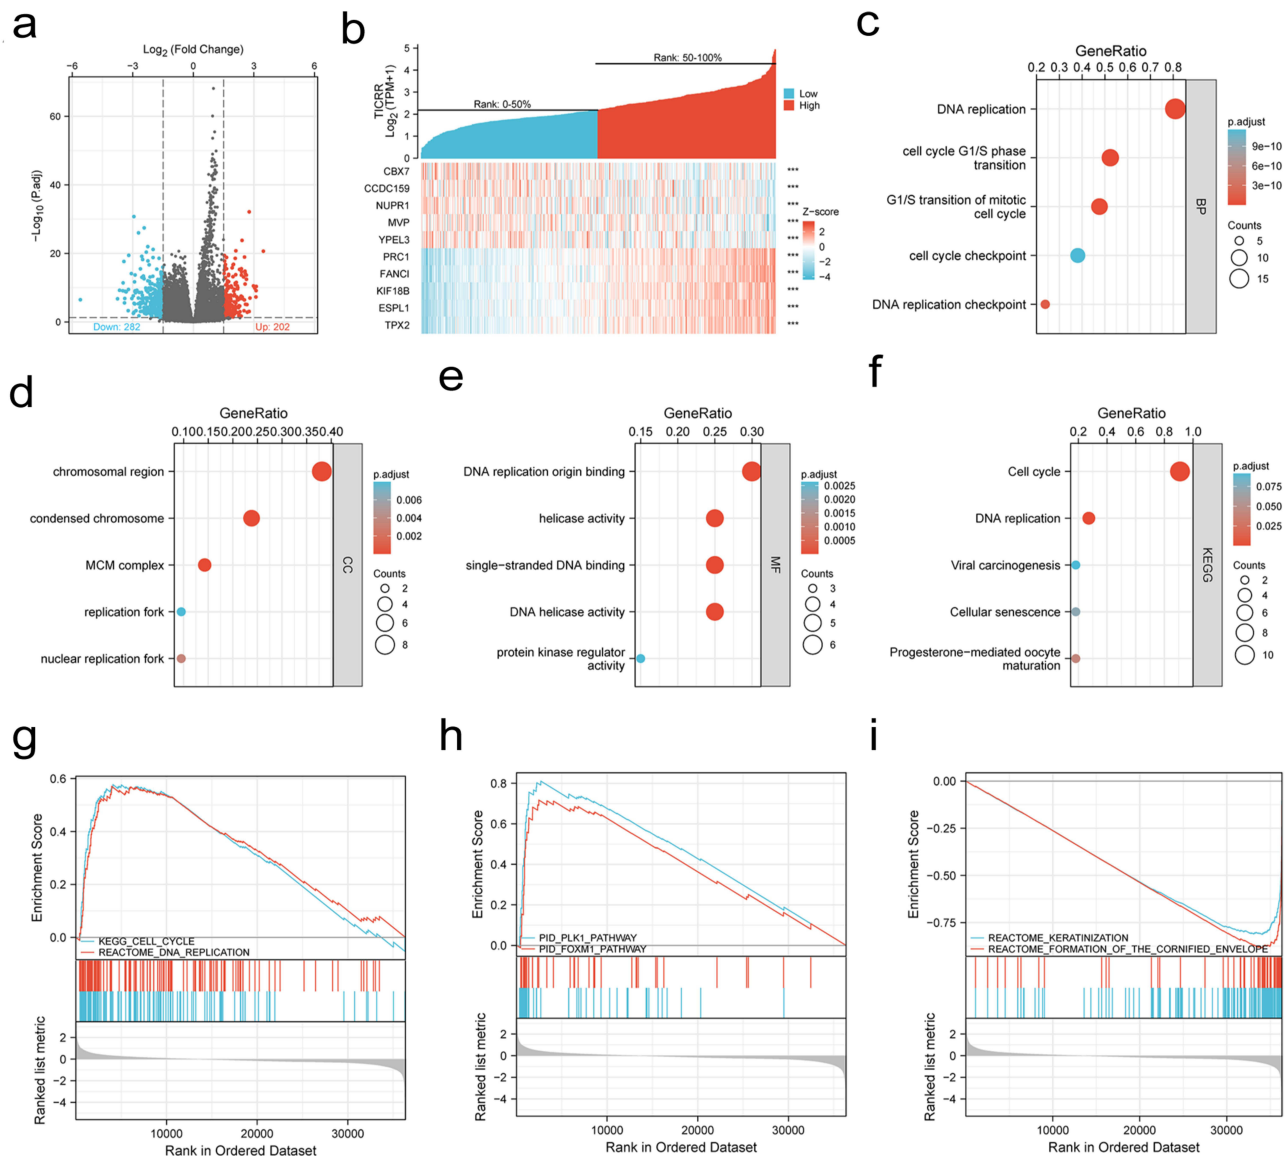 a
Log2 (Fold Change)
−6 −3 0 3 6
−Log10 (P.adj)
60
40
20
0
Down: 282 Up: 202
b
TICRR
Log2 (TPM+1)
5
4
3
2
1
0
Rank: 0-50%
Rank: 50-100%
Low
High
CBX7 ***
CCDC159 ***
NUPR1 ***
MVP ***
YPEL3 ***
PRC1 ***
FANCI ***
KIF18B ***
ESPL1 ***
TPX2 ***
Z-score
2
0
−2
−4
c
GeneRatio
0.2 0.3 0.4 0.5 0.6 0.7 0.8
DNA replication
cell cycle G1/S phase
transition
G1/S transition of mitotic
cell cycle
cell cycle checkpoint
DNA replication checkpoint
BP
p.adjust
9e−10
6e−10
3e−10
Counts
5
10
15
d
GeneRatio
0.100.150.200.250.300.350.40
chromosomal region
condensed chromosome
MCM complex
replication fork
nuclear replication fork
CC
p.adjust
0.006
0.004
0.002
Counts
2
4
6
8
e
GeneRatio
0.15 0.20 0.25 0.30
DNA replication origin binding
helicase activity
single−stranded DNA binding
DNA helicase activity
protein kinase regulator
activity
MF
p.adjust
0.0025
0.0020
0.0015
0.0010
0.0005
Counts
3
4
5
6
f
GeneRatio
0.2 0.4 0.6 0.8 1.0
Cell cycle
DNA replication
Viral carcinogenesis
Cellular senescence
Progesterone−mediated oocyte
maturation
KEGG
p.adjust
0.075
0.050
0.025
Counts
2
4
6
8
10
g
Enrichment Score
0.6
0.4
0.2
0.0
KEGG_CELL_CYCLE
REACTOME_DNA_REPLICATION
Ranked list metric
2
0
−2
−4
10000 20000 30000
Rank in Ordered Dataset
h
Enrichment Score
0.8
0.6
0.4
0.2
0.0
PID_PLK1_PATHWAY
PID_FOXM1_PATHWAY
Ranked list metric
2
0
−2
−4
10000 20000 30000
Rank in Ordered Dataset
i
Enrichment Score
0.00
−0.25
−0.50
−0.75
REACTOME_KERATINIZATION
REACTOME_FORMATION_OF_THE_CORNIFIED_ENVELOPE
Ranked list metric
2
0
−2
−4
10000 20000 30000
Rank in Ordered Dataset